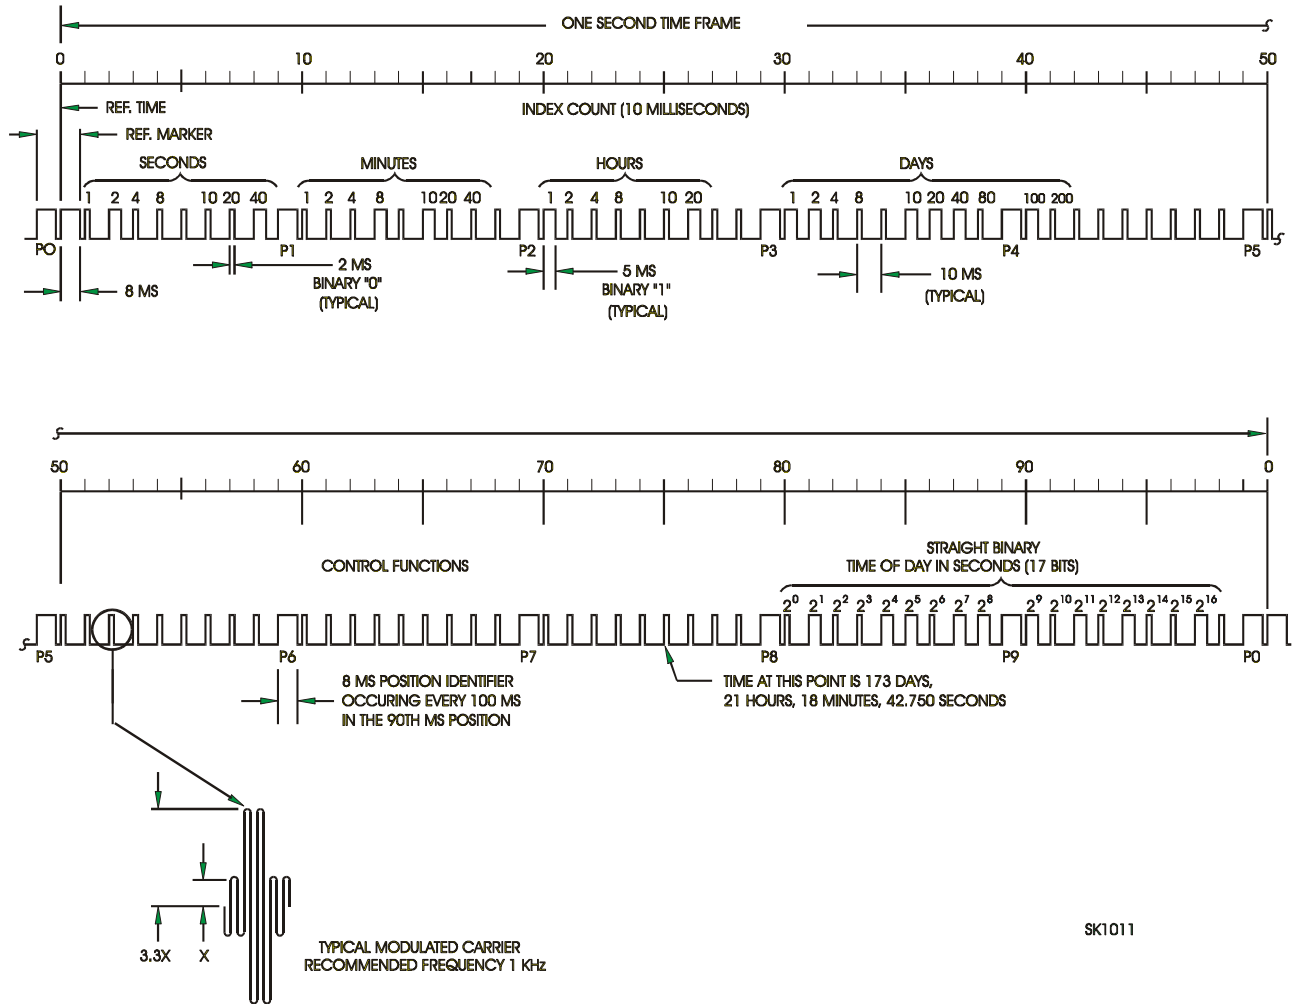 ONE SECOND TIME FRAME
0 10 20 30 40 50
REF. TIME
INDEX COUNT (10 MILLISECONDS)
REF. MARKER
SECONDS MINUTES HOURS DAYS
1 2 4 8 10 20 40 1 2 4 8 10 20 40 1 2 4 8 10 20 1 2 4 8 10 20 40 80 100 200
PO P1 P2 P3 P4 P5
8 MS
2 MS
BINARY "0"
(TYPICAL)
5 MS
BINARY "1"
(TYPICAL)
10 MS
(TYPICAL)
50 60 70 80 90 0
CONTROL FUNCTIONS
STRAIGHT BINARY
TIME OF DAY IN SECONDS (17 BITS)
2⁰ 2¹ 2² 2³ 2⁴ 2⁵ 2⁶ 2⁷ 2⁸ 2⁹ 2¹⁰ 2¹¹ 2¹² 2¹³ 2¹⁴ 2¹⁵ 2¹⁶
P5 P6 P7 P8 P9 P0
8 MS POSITION IDENTIFIER
OCCURING EVERY 100 MS
IN THE 90TH MS POSITION
TIME AT THIS POINT IS 173 DAYS,
21 HOURS, 18 MINUTES, 42.750 SECONDS
3.3X X
TYPICAL MODULATED CARRIER
RECOMMENDED FREQUENCY 1 KHz
SK1011